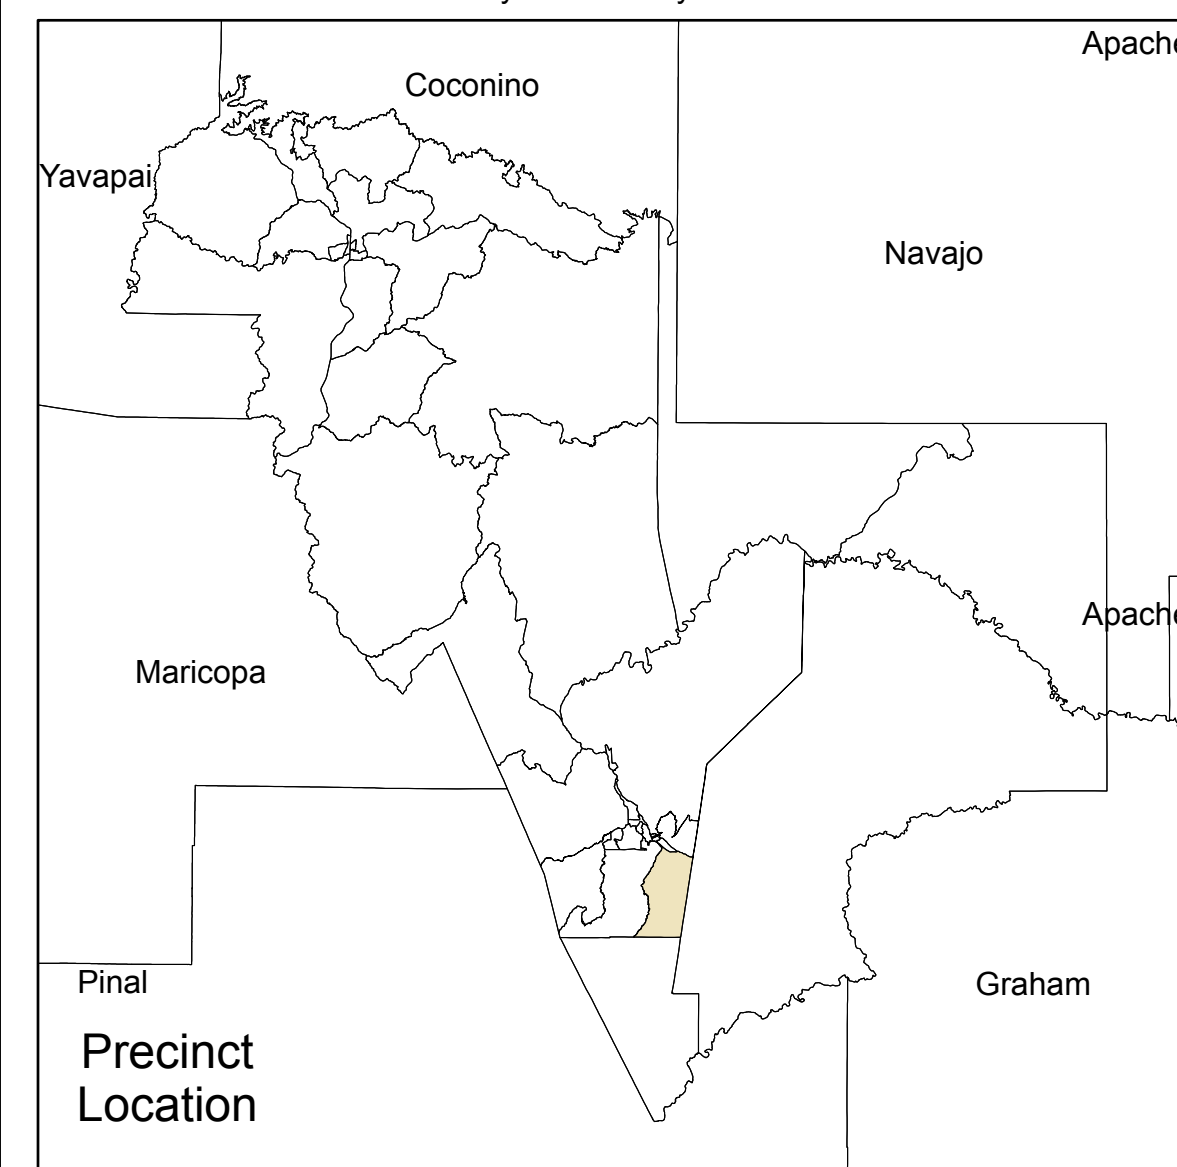 Apache
Coconino
Yavapai
Navajo
Apache
Maricopa
Pinal
Graham
Precinct
Location